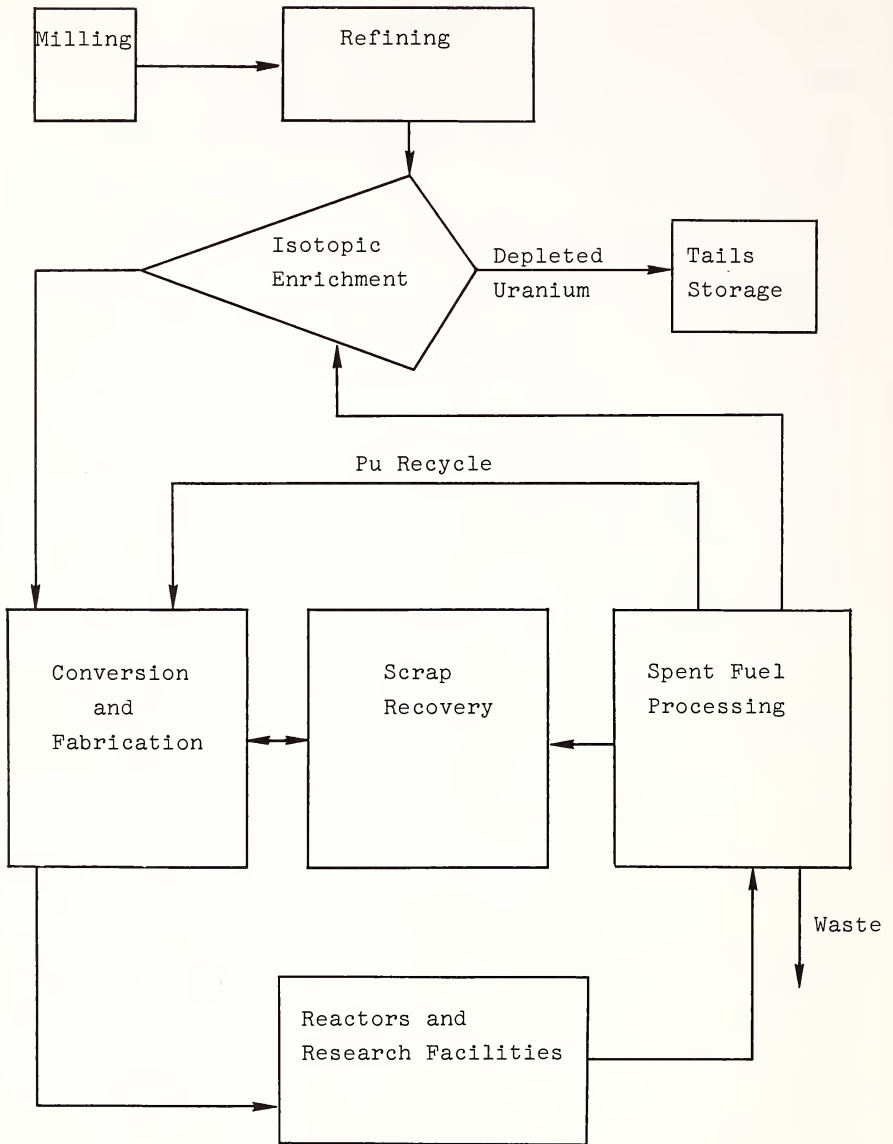 Milling
Refining
Isotopic
Enrichment
Depleted
Uranium
Tails
Storage
Pu Recycle
Conversion
and
Fabrication
Scrap
Recovery
Spent Fuel
Processing
Waste
Reactors and
Research Facilities